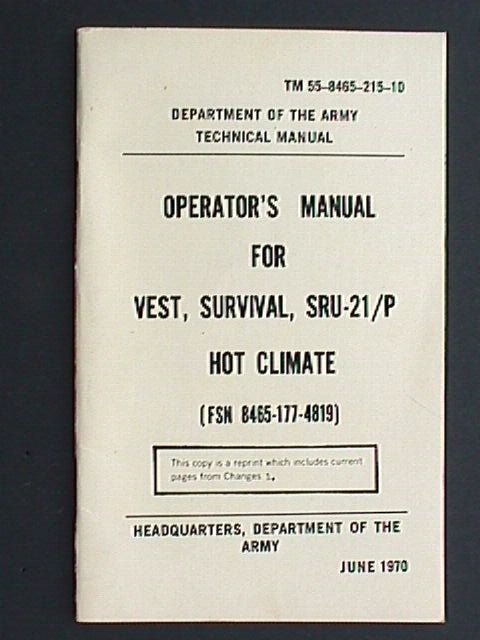 TM 55-8465-215-10
DEPARTMENT OF THE ARMY
TECHNICAL MANUAL
OPERATOR'S MANUAL
FOR
VEST, SURVIVAL, SRU-21/P
HOT CLIMATE
(FSN 8465-177-4819)
This copy is a reprint which includes current
pages from Changes 1.
HEADQUARTERS, DEPARTMENT OF THE
ARMY
JUNE 1970